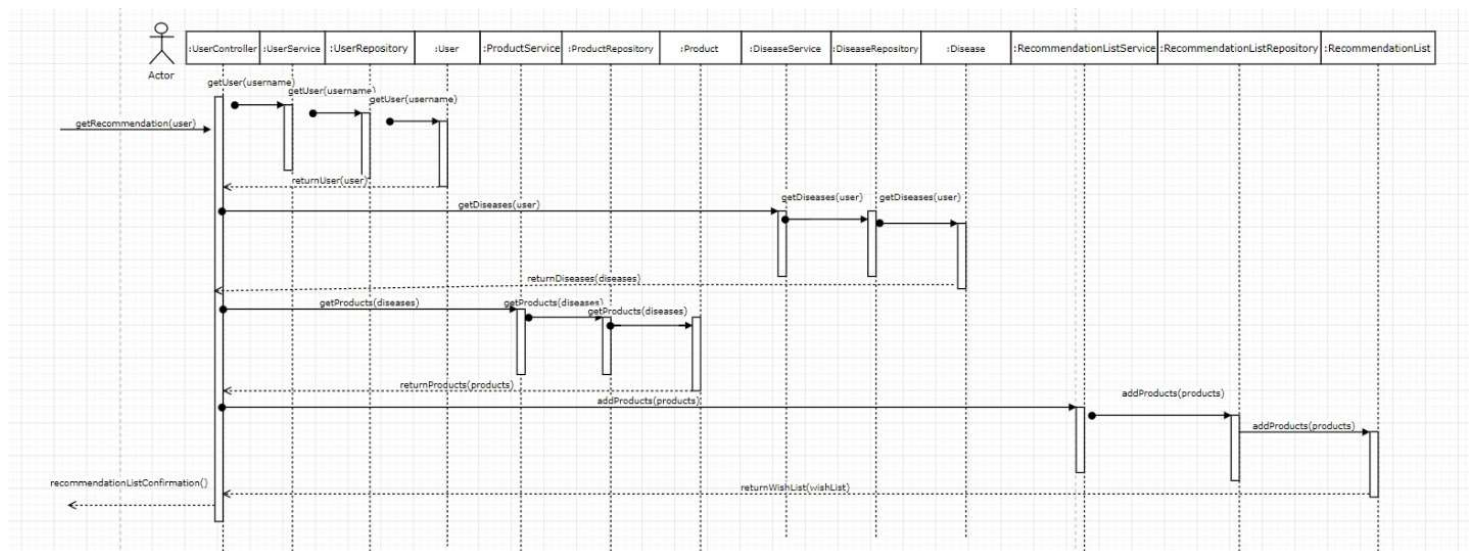 :UserController
:UserService
:UserRepository
:User
:ProductService
:ProductRepository
:Product
:DiseaseService
:DiseaseRepository
:Disease
:RecommendationListService
:RecommendationListRepository
:RecommendationList
Actor
getUser(username)
getUser(username)
getUser(username)
getRecommendation(user)
returnUser(user)
getDiseases(user)
getDiseases(user)
getDiseases(user)
returnDiseases(diseases)
getProducts(diseases)
getProducts(diseases)
getProducts(diseases)
returnProducts(products)
addProducts(products)
addProducts(products)
addProducts(products)
recommendationListConfirmation()
returnWishList(wishList)